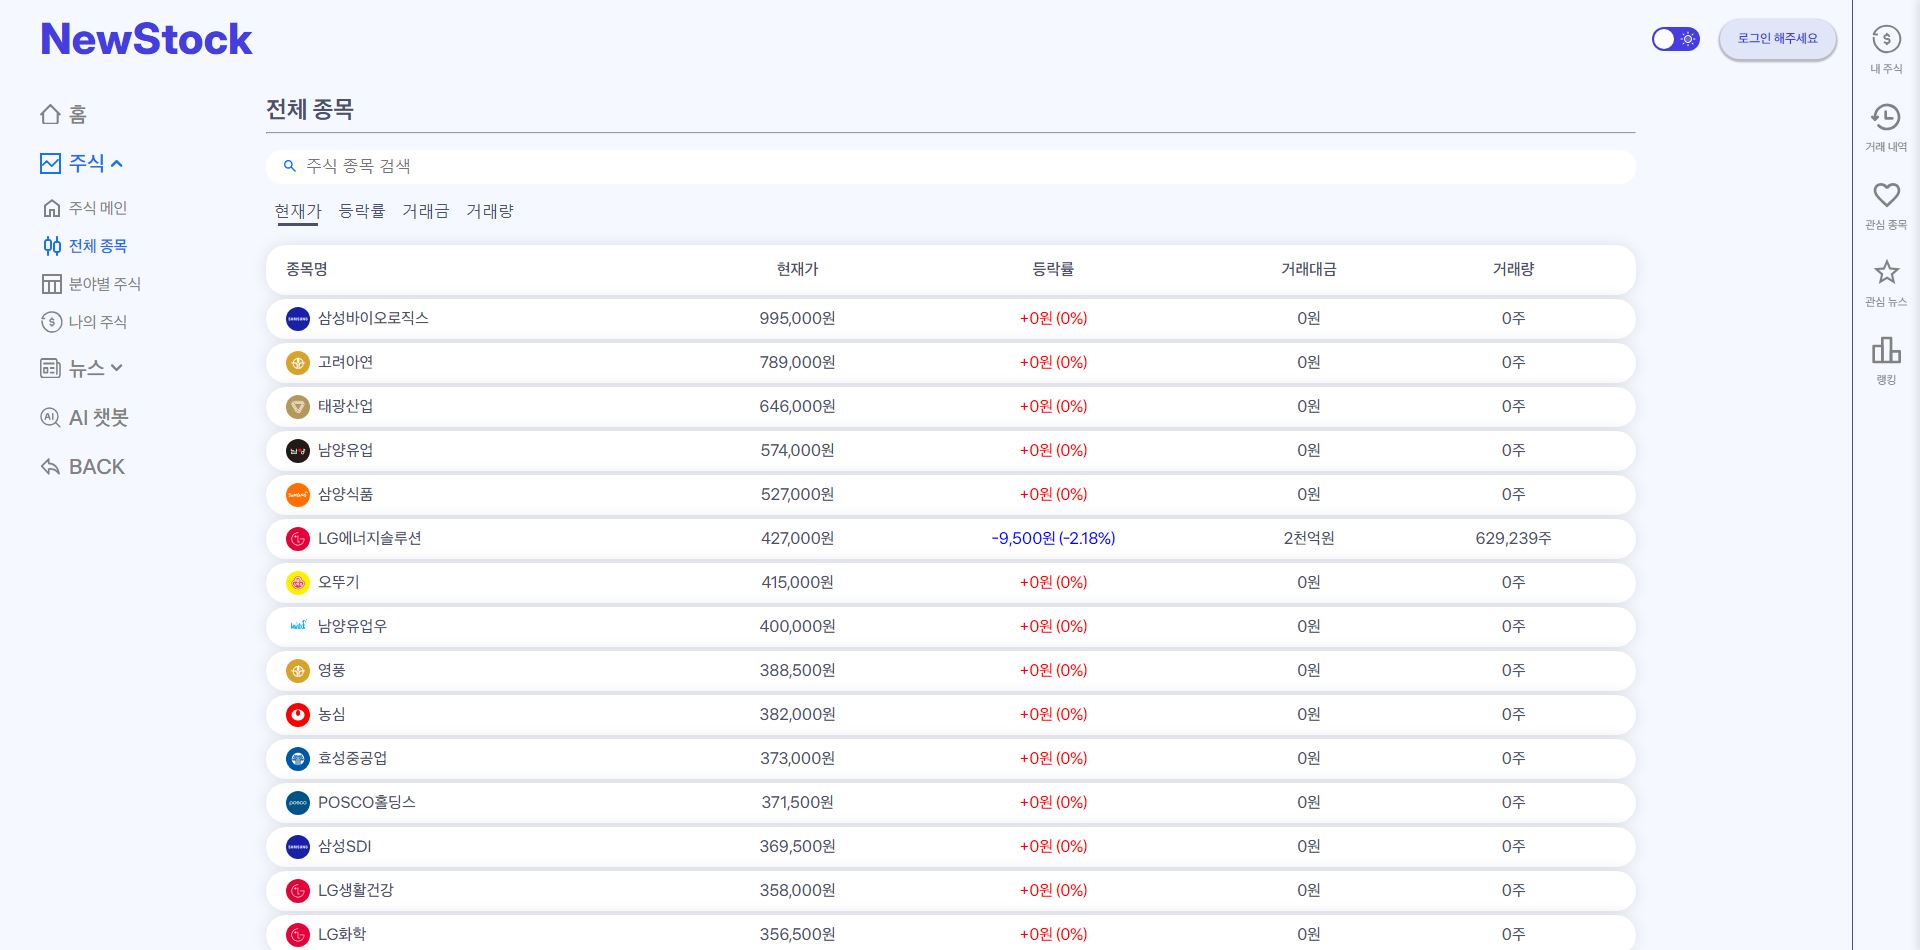 NewStock
로그인 해주세요
홈
주식
주식 메인
전체 종목
분야별 주식
나의 주식
뉴스
AI 챗봇
BACK
전체 종목
주식 종목 검색
현재가 등락률 거래금 거래량
종목명 현재가 등락률 거래대금 거래량
삼성바이오로직스 995,000원 +0원 (0%) 0원 0주
고려아연 789,000원 +0원 (0%) 0원 0주
태광산업 646,000원 +0원 (0%) 0원 0주
남양유업 574,000원 +0원 (0%) 0원 0주
삼양식품 527,000원 +0원 (0%) 0원 0주
LG에너지솔루션 427,000원 -9,500원 (-2.18%) 2천억원 629,239주
오뚜기 415,000원 +0원 (0%) 0원 0주
남양유업우 400,000원 +0원 (0%) 0원 0주
영풍 388,500원 +0원 (0%) 0원 0주
농심 382,000원 +0원 (0%) 0원 0주
효성중공업 373,000원 +0원 (0%) 0원 0주
POSCO홀딩스 371,500원 +0원 (0%) 0원 0주
삼성SDI 369,500원 +0원 (0%) 0원 0주
LG생활건강 358,000원 +0원 (0%) 0원 0주
LG화학 356,500원 +0원 (0%) 0원 0주
내 주식
거래 내역
관심 종목
관심 뉴스
랭킹